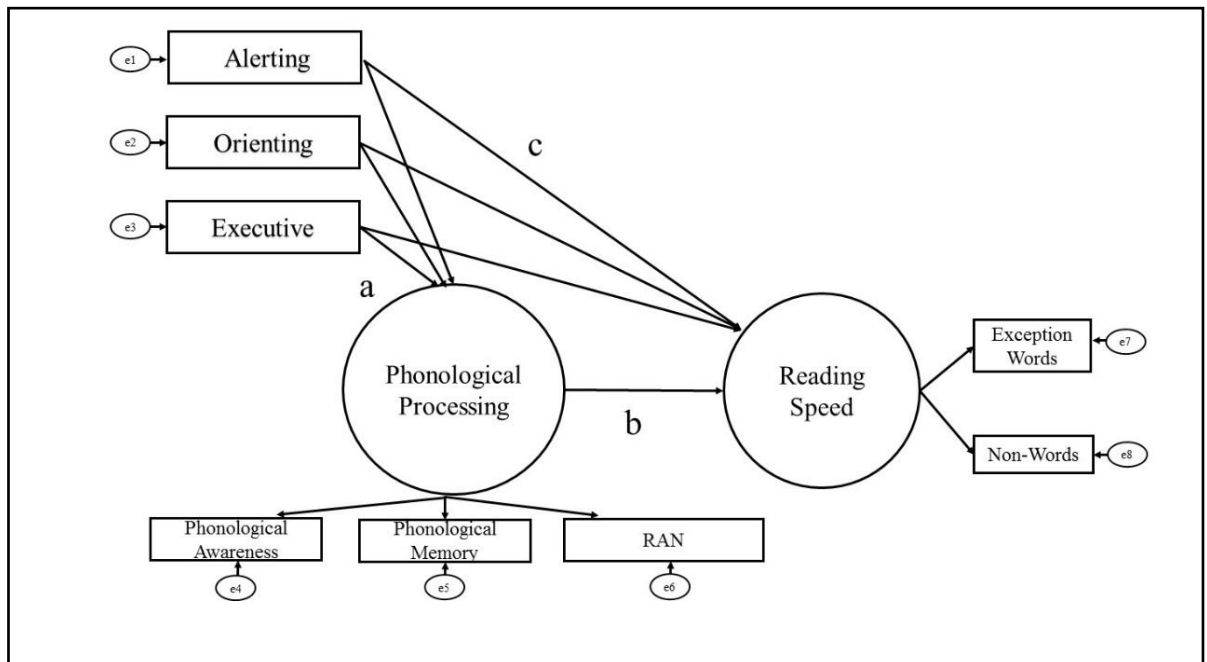 e1
Alerting
e2
Orienting
c
e3
Executive
a
Phonological
Processing
b
Reading
Speed
Exception
Words
e7
Non-Words
e8
Phonological
Awareness
Phonological
Memory
RAN
e4
e5
e6